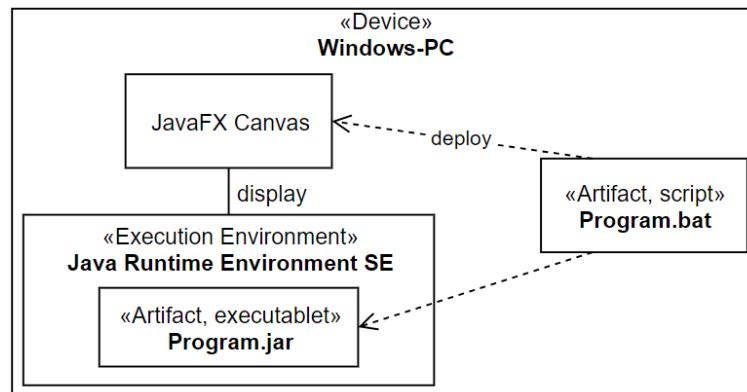 «Device»
Windows-PC
JavaFX Canvas
deploy
display
«Artifact, script»
Program.bat
«Execution Environment»
Java Runtime Environment SE
«Artifact, executablet»
Program.jar